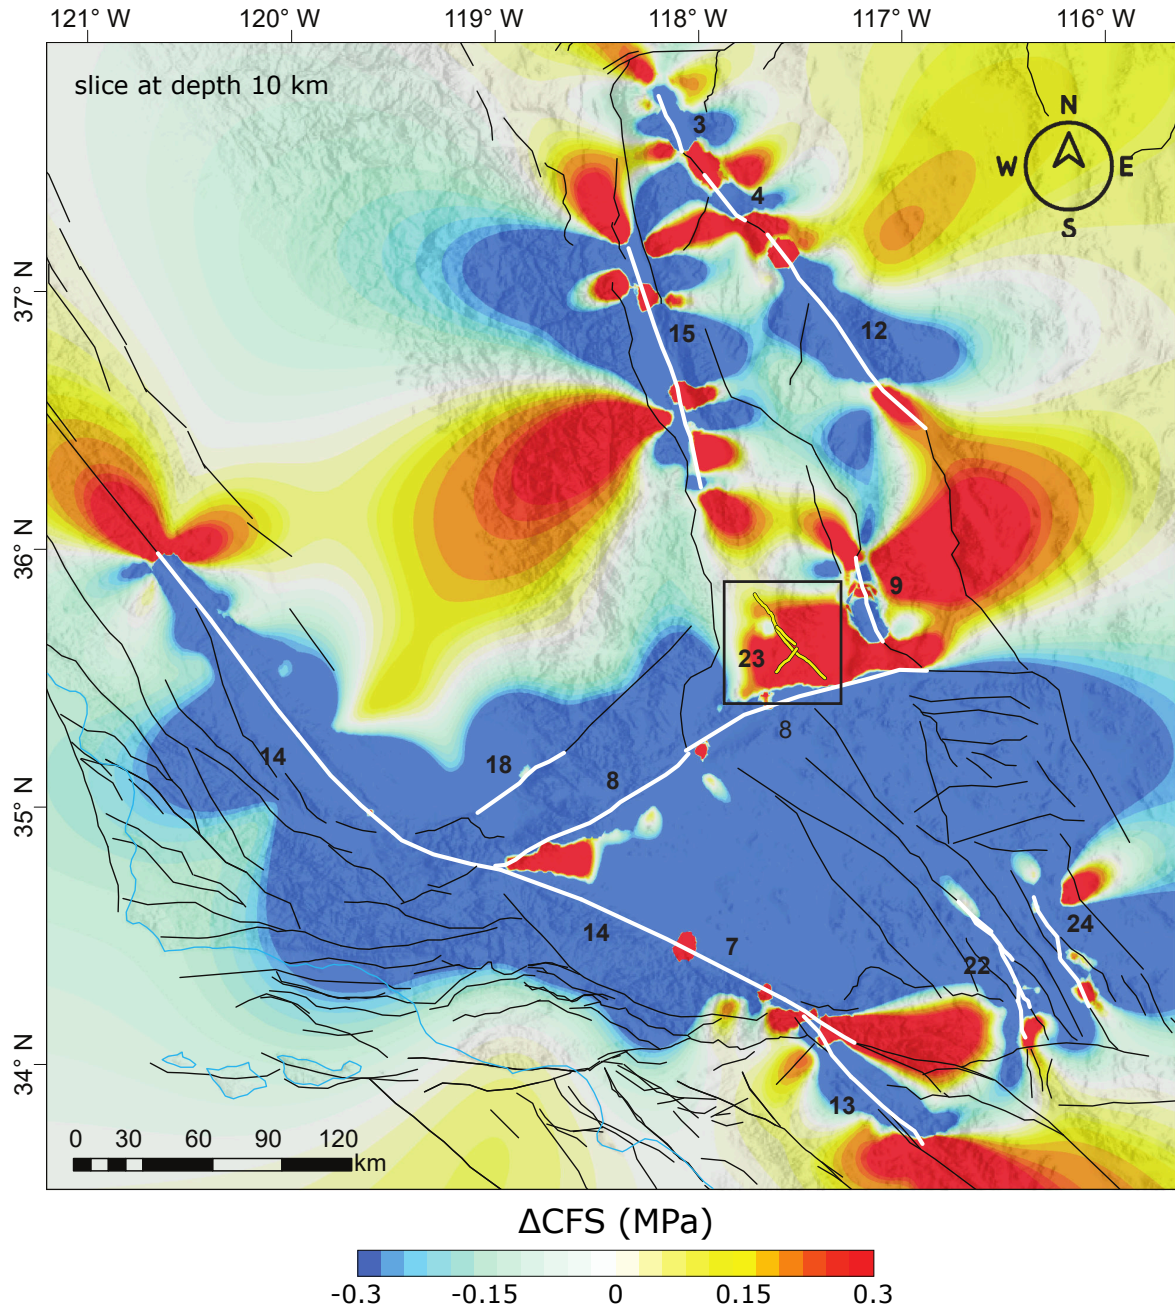 121° W 120° W 119° W 118° W 117° W 116° W
slice at depth 10 km
N
W E
S
3
4
37° N
15
12
36° N
9
23
8
14
18
8
35° N
24
14
7
22
34° N
13
0 30 60 90 120
km
ΔCFS (MPa)
-0.3 -0.15 0 0.15 0.3